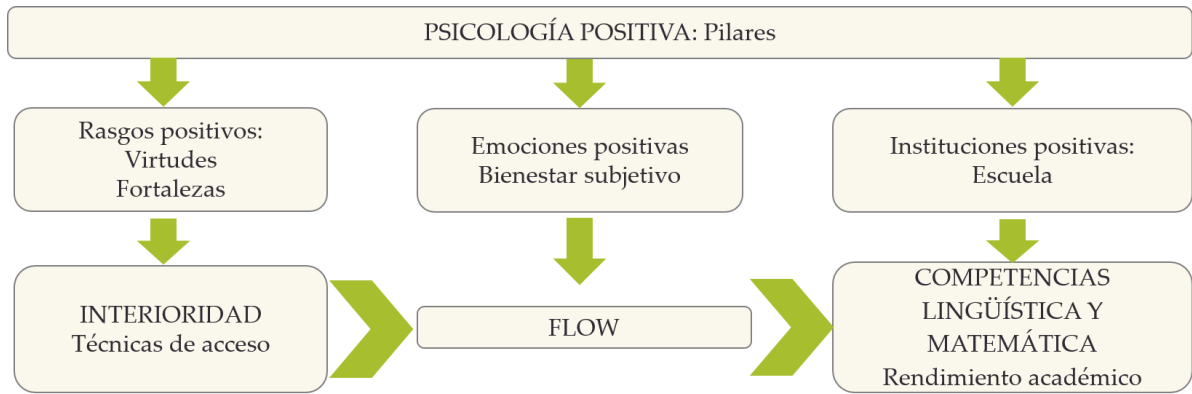 PSICOLOGÍA POSITIVA: Pilares
Rasgos positivos:
Virtudes
Fortalezas
Emociones positivas
Bienestar subjetivo
Instituciones positivas:
Escuela
INTERIORIDAD
Técnicas de acceso
FLOW
COMPETENCIAS
LINGÜÍSTICA Y
MATEMÁTICA
Rendimiento académico